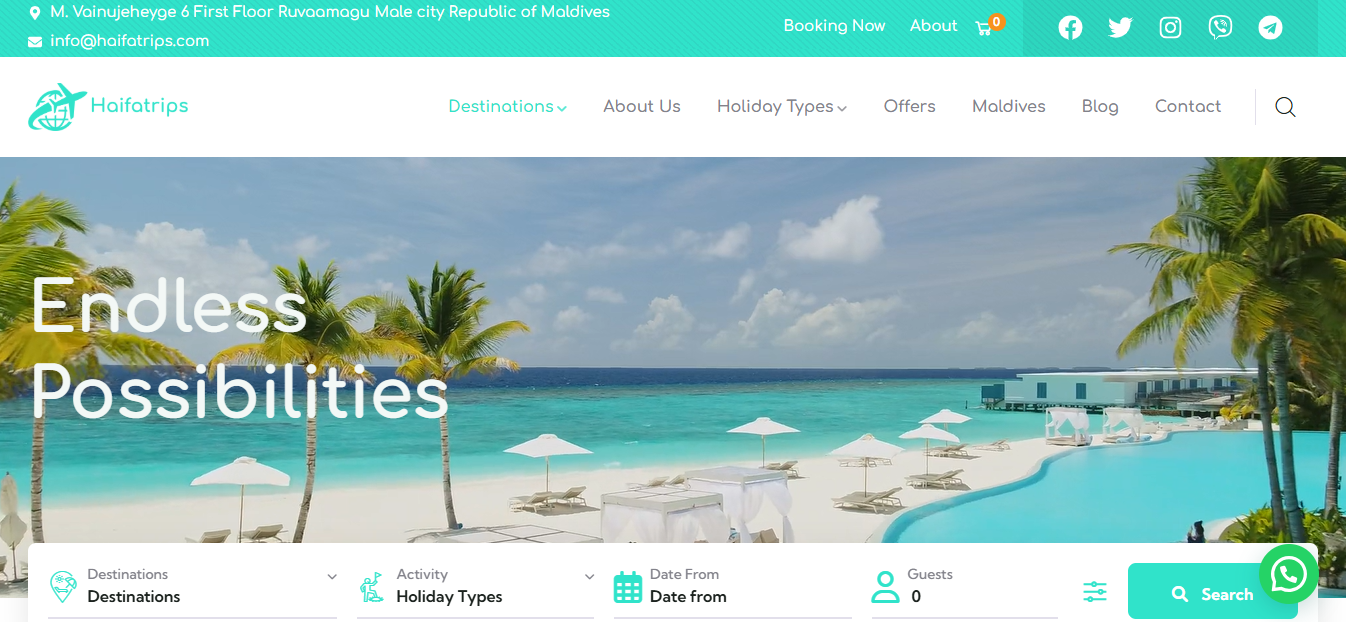 M. Vainujeheyge 6 First Floor Ruvaamagu Male city Republic of Maldives
info@haifatrips.com
Booking Now About 0
Haifatrips
Destinations About Us Holiday Types Offers Maldives Blog Contact
Endless
Possibilities
Destinations
Destinations
Activity
Holiday Types
Date From
Date from
Guests
0
Search